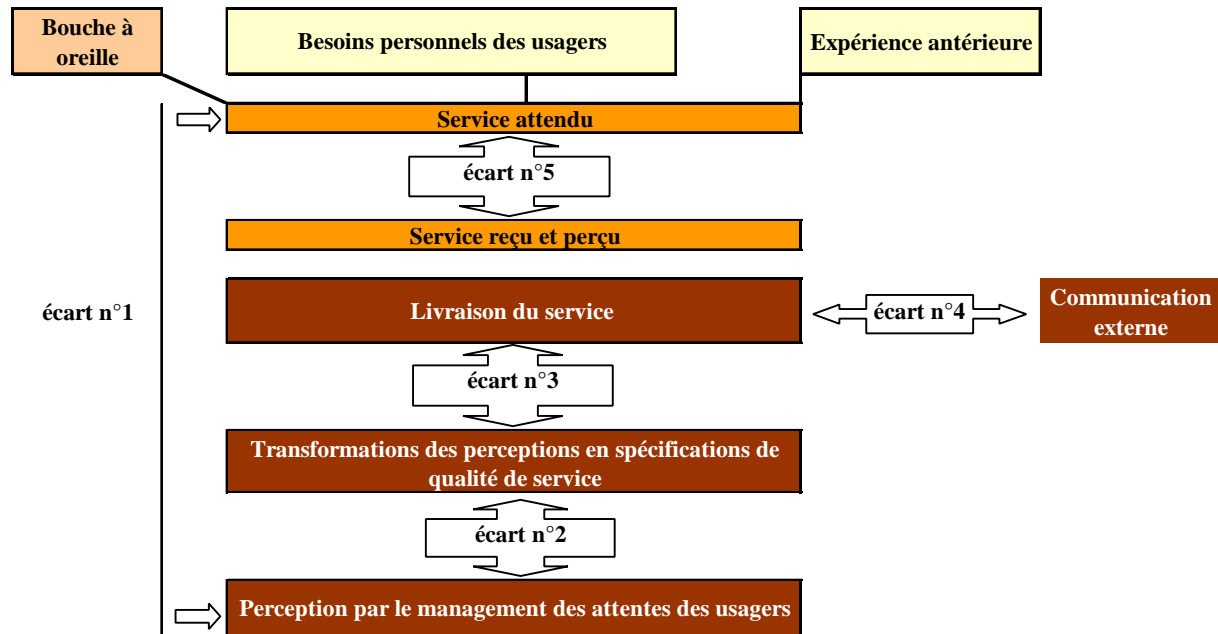 Bouche à
oreille
Besoins personnels des usagers
Expérience antérieure
Service attendu
écart n°5
Service reçu et perçu
écart n°1
Livraison du service
écart n°4
Communication
externe
écart n°3
Transformations des perceptions en spécifications de
qualité de service
écart n°2
Perception par le management des attentes des usagers